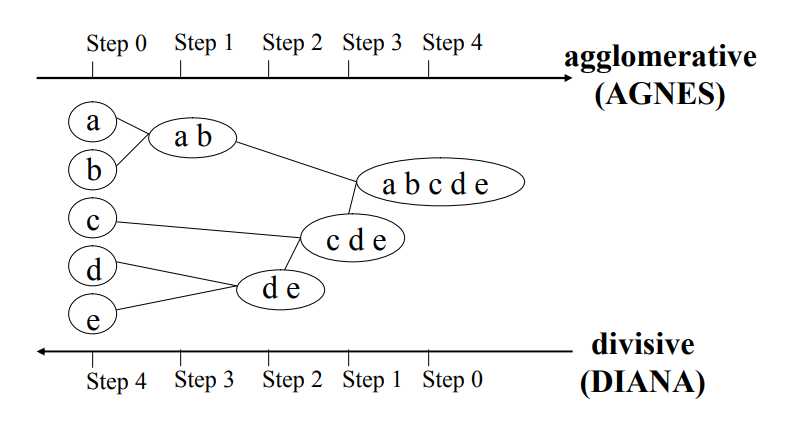 Step 0 Step 1 Step 2 Step 3 Step 4
agglomerative
(AGNES)
a
a b
b
a b c d e
c
c d e
d
d e
e
divisive
(DIANA)
Step 4 Step 3 Step 2 Step 1 Step 0